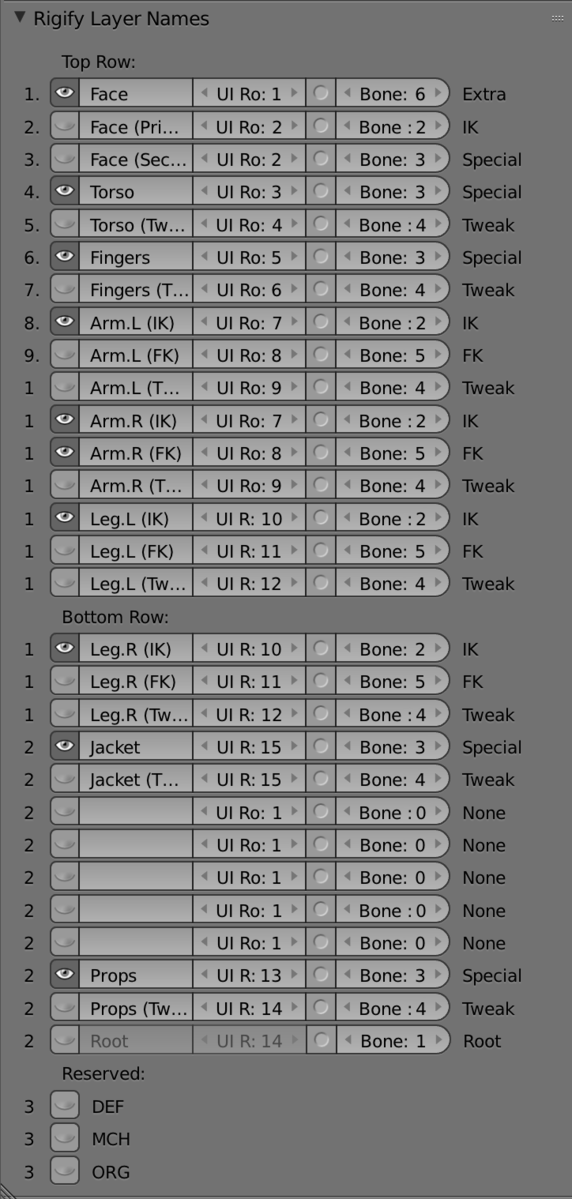 Rigify Layer Names
Top Row:
1. Face UI Ro: 1 Bone: 6 Extra
2. Face (Pri... UI Ro: 2 Bone : 2 IK
3. Face (Sec... UI Ro: 2 Bone: 3 Special
4. Torso UI Ro: 3 Bone: 3 Special
5. Torso (Tw... UI Ro: 4 Bone : 4 Tweak
6. Fingers UI Ro: 5 Bone: 3 Special
7. Fingers (T... UI Ro: 6 Bone: 4 Tweak
8. Arm.L (IK) UI Ro: 7 Bone : 2 IK
9. Arm.L (FK) UI Ro: 8 Bone: 5 FK
1 Arm.L (T... UI Ro: 9 Bone: 4 Tweak
1 Arm.R (IK) UI Ro: 7 Bone : 2 IK
1 Arm.R (FK) UI Ro: 8 Bone: 5 FK
1 Arm.R (T... UI Ro: 9 Bone: 4 Tweak
1 Leg.L (IK) UI R: 10 Bone : 2 IK
1 Leg.L (FK) UI R: 11 Bone: 5 FK
1 Leg.L (Tw... UI R: 12 Bone: 4 Tweak
Bottom Row:
1 Leg.R (IK) UI R: 10 Bone: 2 IK
1 Leg.R (FK) UI R: 11 Bone: 5 FK
1 Leg.R (Tw... UI R: 12 Bone : 4 Tweak
2 Jacket UI R: 15 Bone: 3 Special
2 Jacket (T... UI R: 15 Bone: 4 Tweak
2 UI Ro: 1 Bone : 0 None
2 UI Ro: 1 Bone: 0 None
2 UI Ro: 1 Bone: 0 None
2 UI Ro: 1 Bone : 0 None
2 UI Ro: 1 Bone: 0 None
2 Props UI R: 13 Bone: 3 Special
2 Props (Tw... UI R: 14 Bone : 4 Tweak
2 Root UI R: 14 Bone: 1 Root
Reserved:
3 DEF
3 MCH
3 ORG